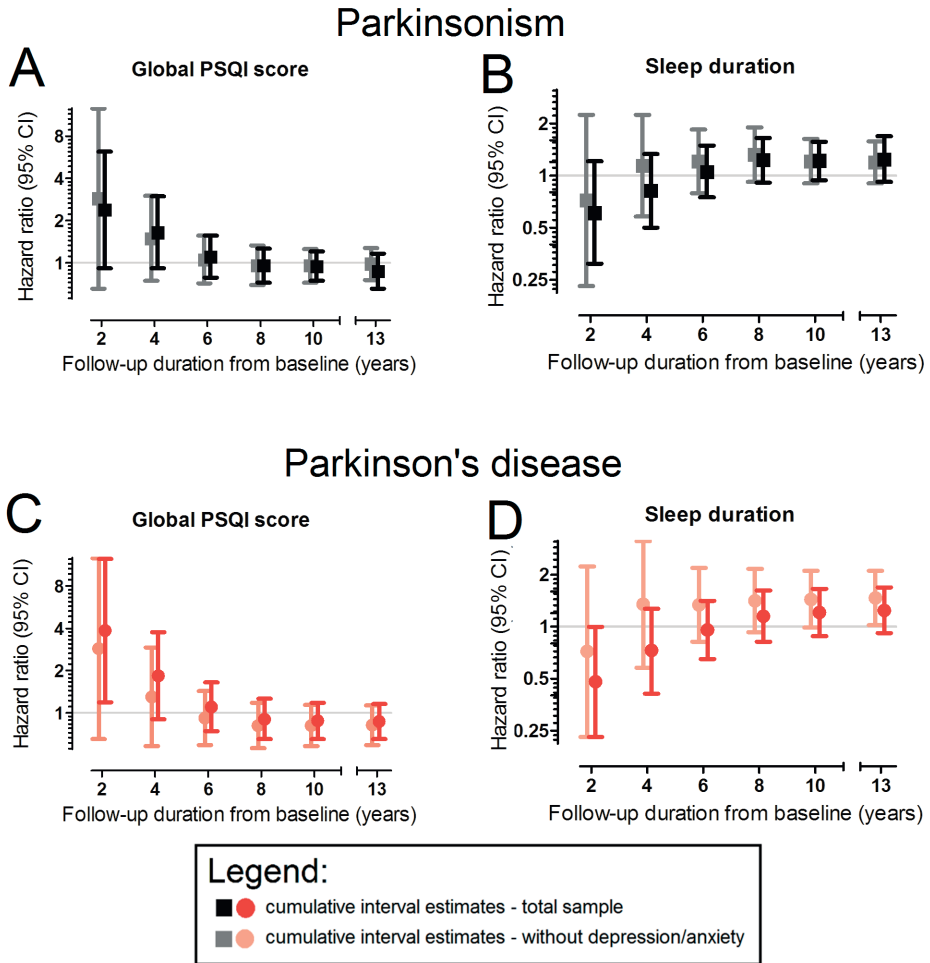 Parkinsonism
A
Global PSQI score
Hazard ratio (95% CI)
8
4
2
1
2 4 6 8 10 13
Follow-up duration from baseline (years)
B
Sleep duration
Hazard ratio (95% CI)
2
1
0.5
0.25
2 4 6 8 10 13
Follow-up duration from baseline (years)
Parkinson's disease
C
Global PSQI score
Hazard ratio (95% CI)
8
4
2
1
2 4 6 8 10 13
Follow-up duration from baseline (years)
D
Sleep duration
Hazard ratio (95% CI)
2
1
0.5
0.25
2 4 6 8 10 13
Follow-up duration from baseline (years)
Legend:
cumulative interval estimates - total sample
cumulative interval estimates - without depression/anxiety